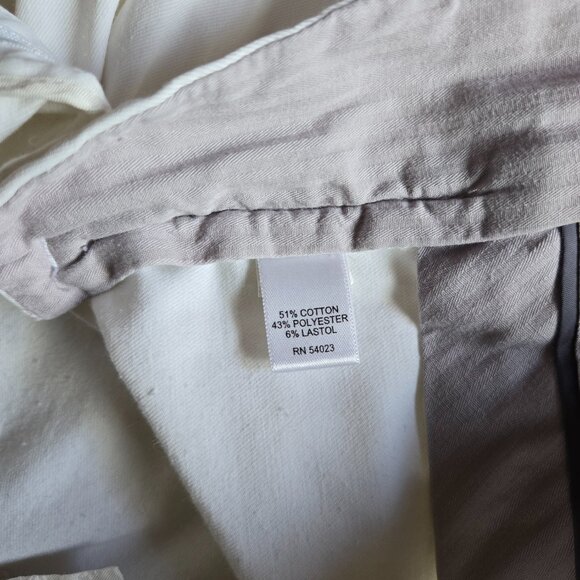 51% COTTON
43% POLYESTER
6% LASTOL
RN 54023